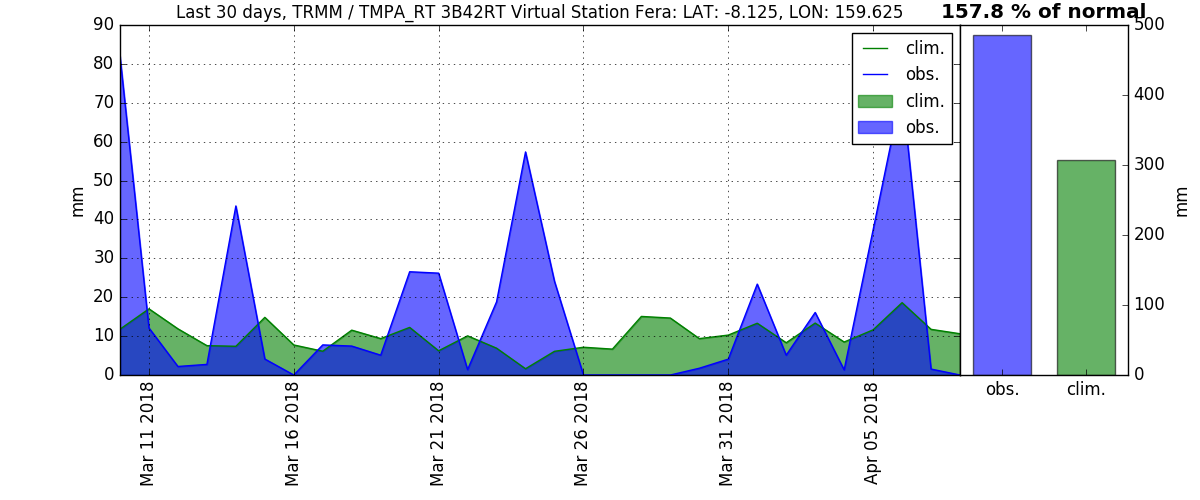 Last 30 days, TRMM / TMPA_RT 3B42RT Virtual Station Fera: LAT: -8.125, LON: 159.625
157.8 % of normal
90
80
70
60
50
40
30
20
10
0
mm
clim.
obs.
clim.
obs.
Mar 11 2018
Mar 16 2018
Mar 21 2018
Mar 26 2018
Mar 31 2018
Apr 05 2018
500
400
300
200
100
0
mm
obs.
clim.